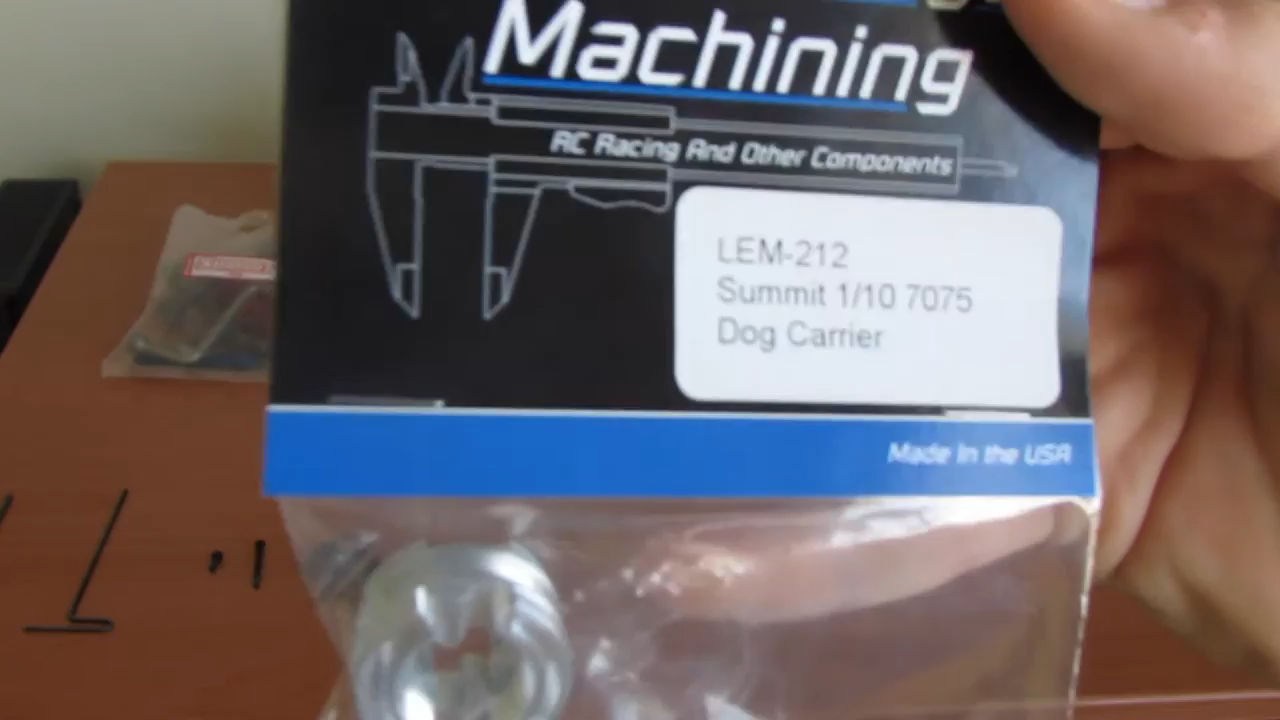 Machining
RC Racing And Other Components
LEM-212
Summit 1/10 7075
Dog Carrier
Made In the USA